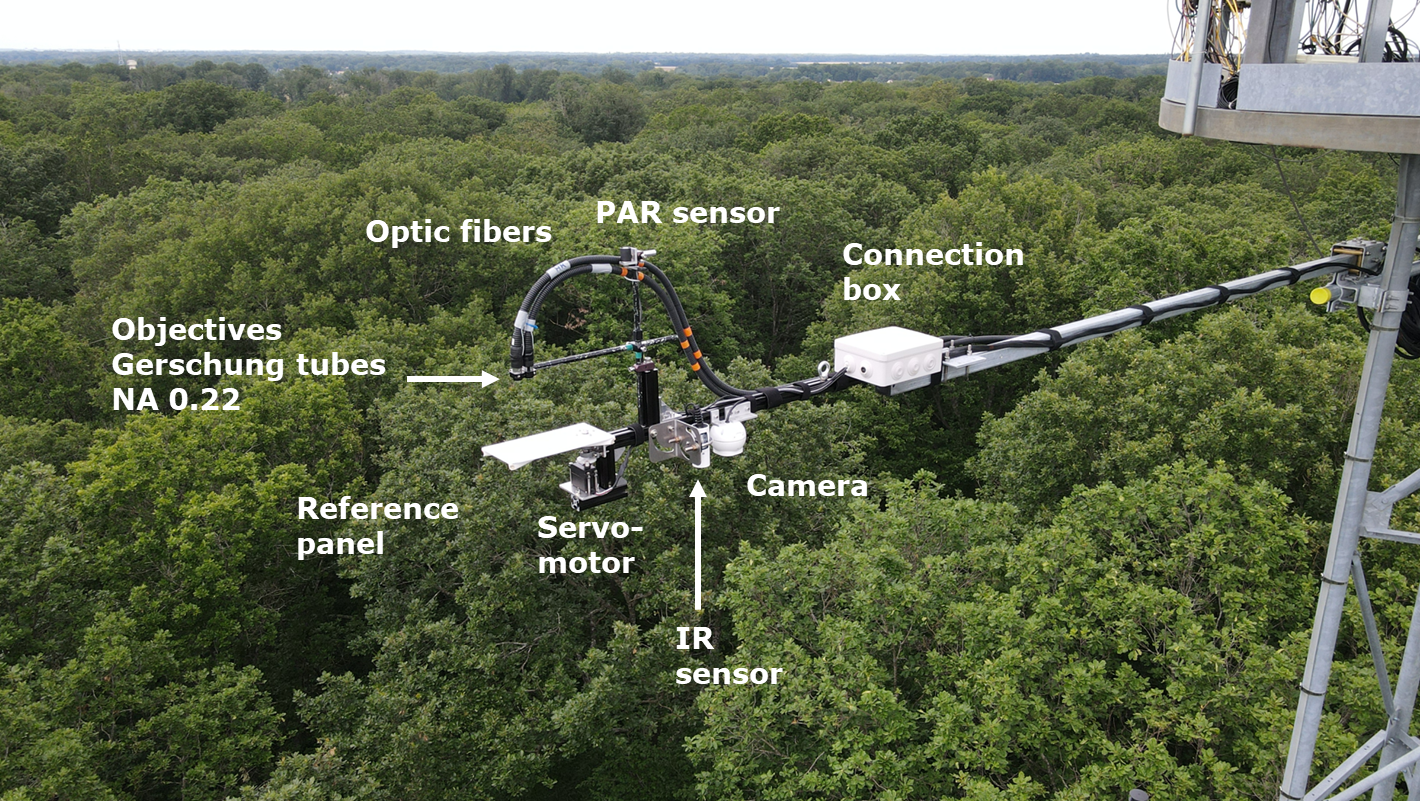 PAR sensor
Optic fibers
Connection
box
Objectives
Gerschung tubes
NA 0.22
Camera
Reference
panel
Servo-
motor
IR
sensor